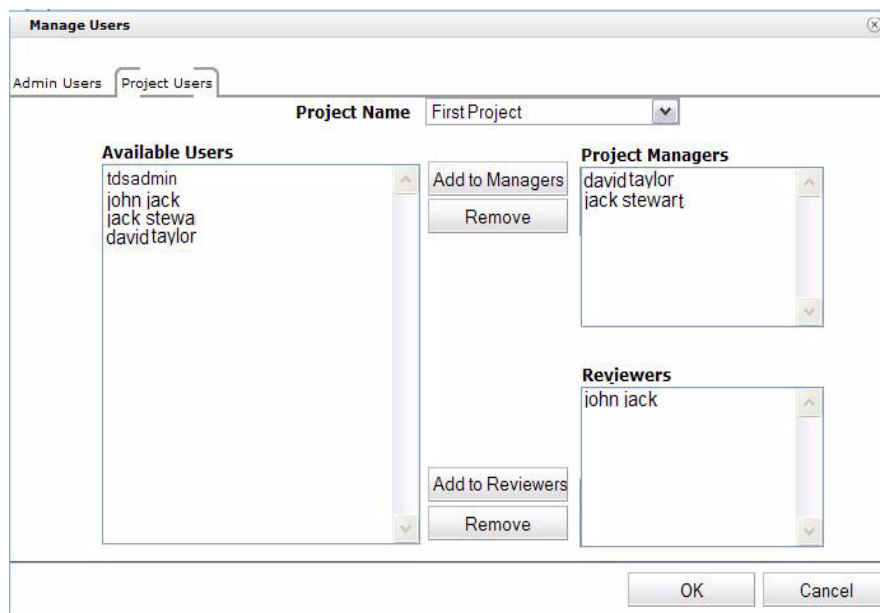 Manage Users
Admin Users
Project Users
Project Name
First Project
Available Users
tdsadmin
john jack
jack stewa
david taylor
Add to Managers
Remove
Project Managers
david taylor
jack stewart
Reviewers
john jack
Add to Reviewers
Remove
OK
Cancel